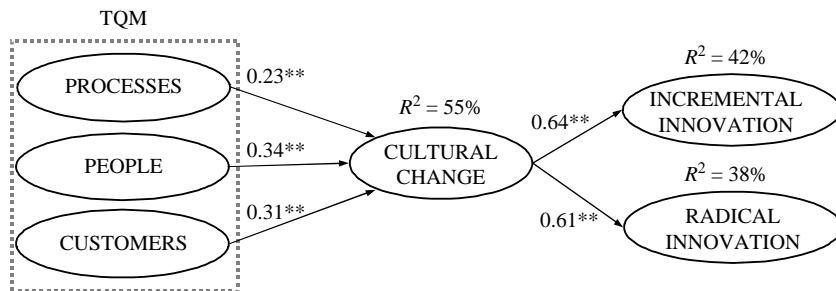 TQM
PROCESSES
PEOPLE
CUSTOMERS
0.23**
0.34**
0.31**
R² = 55%
CULTURAL
CHANGE
0.64**
0.61**
R² = 42%
INCREMENTAL
INNOVATION
R² = 38%
RADICAL
INNOVATION